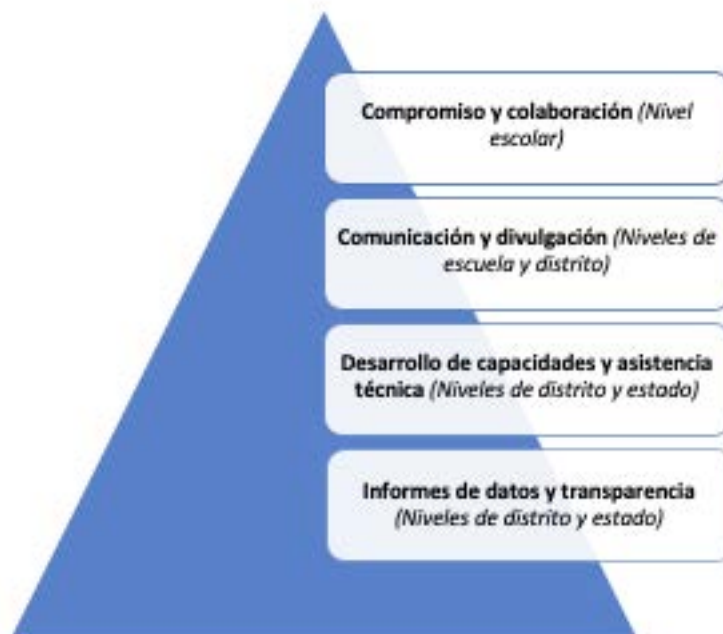 Compromiso y colaboración (Nivel
escolar)
Comunicación y divulgación (Niveles de
escuela y distrito)
Desarrollo de capacidades y asistencia
técnica (Niveles de distrito y estado)
Informes de datos y transparencia
(Niveles de distrito y estado)